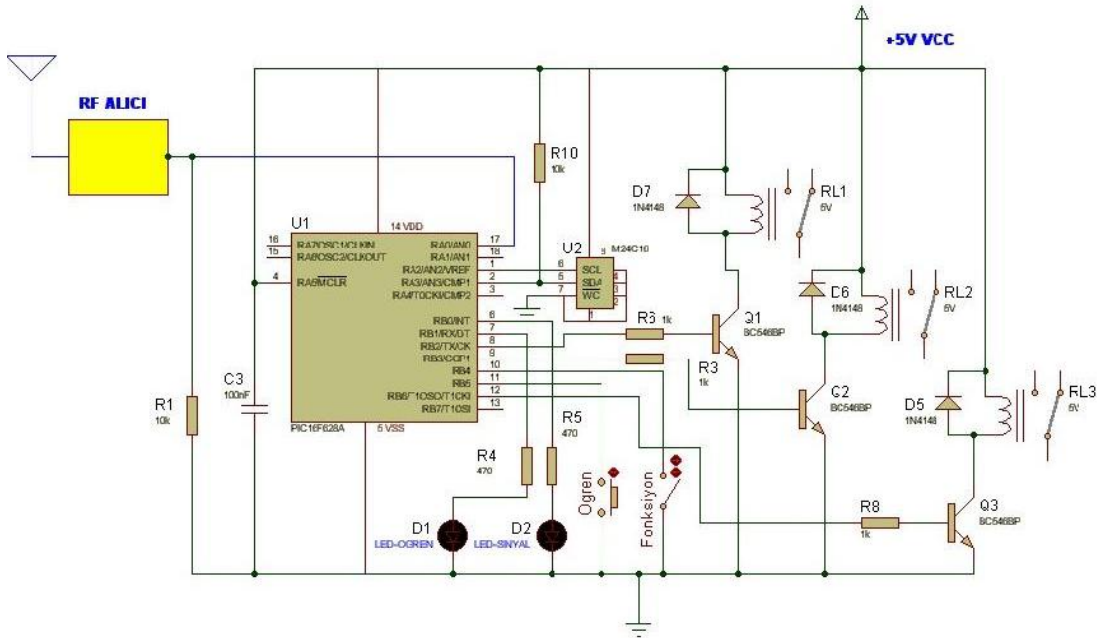 +5V VCC
RF ALICI
R10
10k
D7
1N4148
RL1
5V
U1
14 VDD
U2
8
M24C16
16
RA7/OSC1/CLKIN
RA0/AN0
17
15
RA6/OSC2/CLKOUT
RA1/AN1
18
RA2/AN2/VREF
1
6
SCL
4
RA5/MCLR
RA3/AN3/CMP1
2
5
SDA
4
RA4/T0CKI/CMP2
3
7
WC
3
2
1
D6
1N4148
RL2
5V
RB0/INT
6
RB1/RX/DT
7
RB2/TX/CK
8
RB3/CCP1
9
RB4
10
RB5
11
RB6/T1OSO/T1CKI
12
RB7/T1OSI
13
R6
1k
Q1
BC546BP
R3
1k
C3
100nF
R1
10k
PIC16F628A
5 VSS
Q2
BC546BP
D5
1N4148
RL3
5V
R4
470
R5
470
Ogren
Fonksiyon
R8
1k
Q3
BC546BP
D1
LED-OGREN
D2
LED-SINYAL